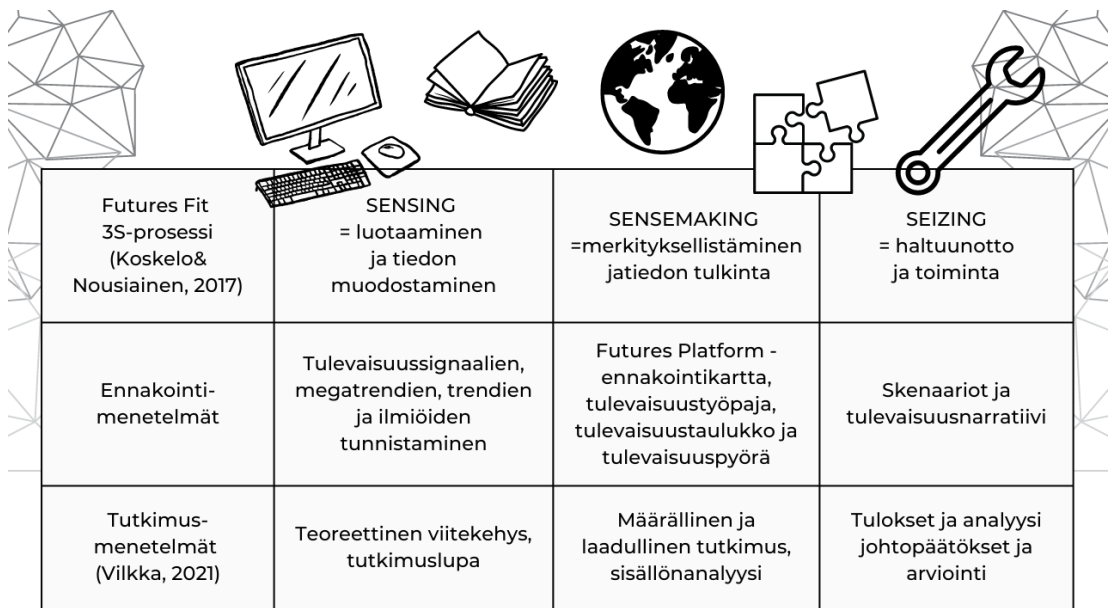 Futures Fit
3S-prosessi
(Koskelo&
Nousiainen, 2017)
SENSING
= luotaaminen
ja tiedon
muodostaminen
SENSEMAKING
=merkityksellistäminen
jatiedon tulkinta
SEIZING
= haltuunotto
ja toiminta
Ennakointi-
menetelmät
Tulevaisuussignaalien,
megatrendien, trendien
ja ilmiöiden
tunnistaminen
Futures Platform -
ennakointikartta,
tulevaisuustyöpaja,
tulevaisuustaulukko ja
tulevaisuuspyörä
Skenaariot ja
tulevaisuusnarratiivi
Tutkimus-
menetelmät
(Vilkka, 2021)
Teoreettinen viitekehys,
tutkimuslupa
Määrällinen ja
laadullinen tutkimus,
sisällönanalyysi
Tulokset ja analyysi
johtopäätökset ja
arviointi